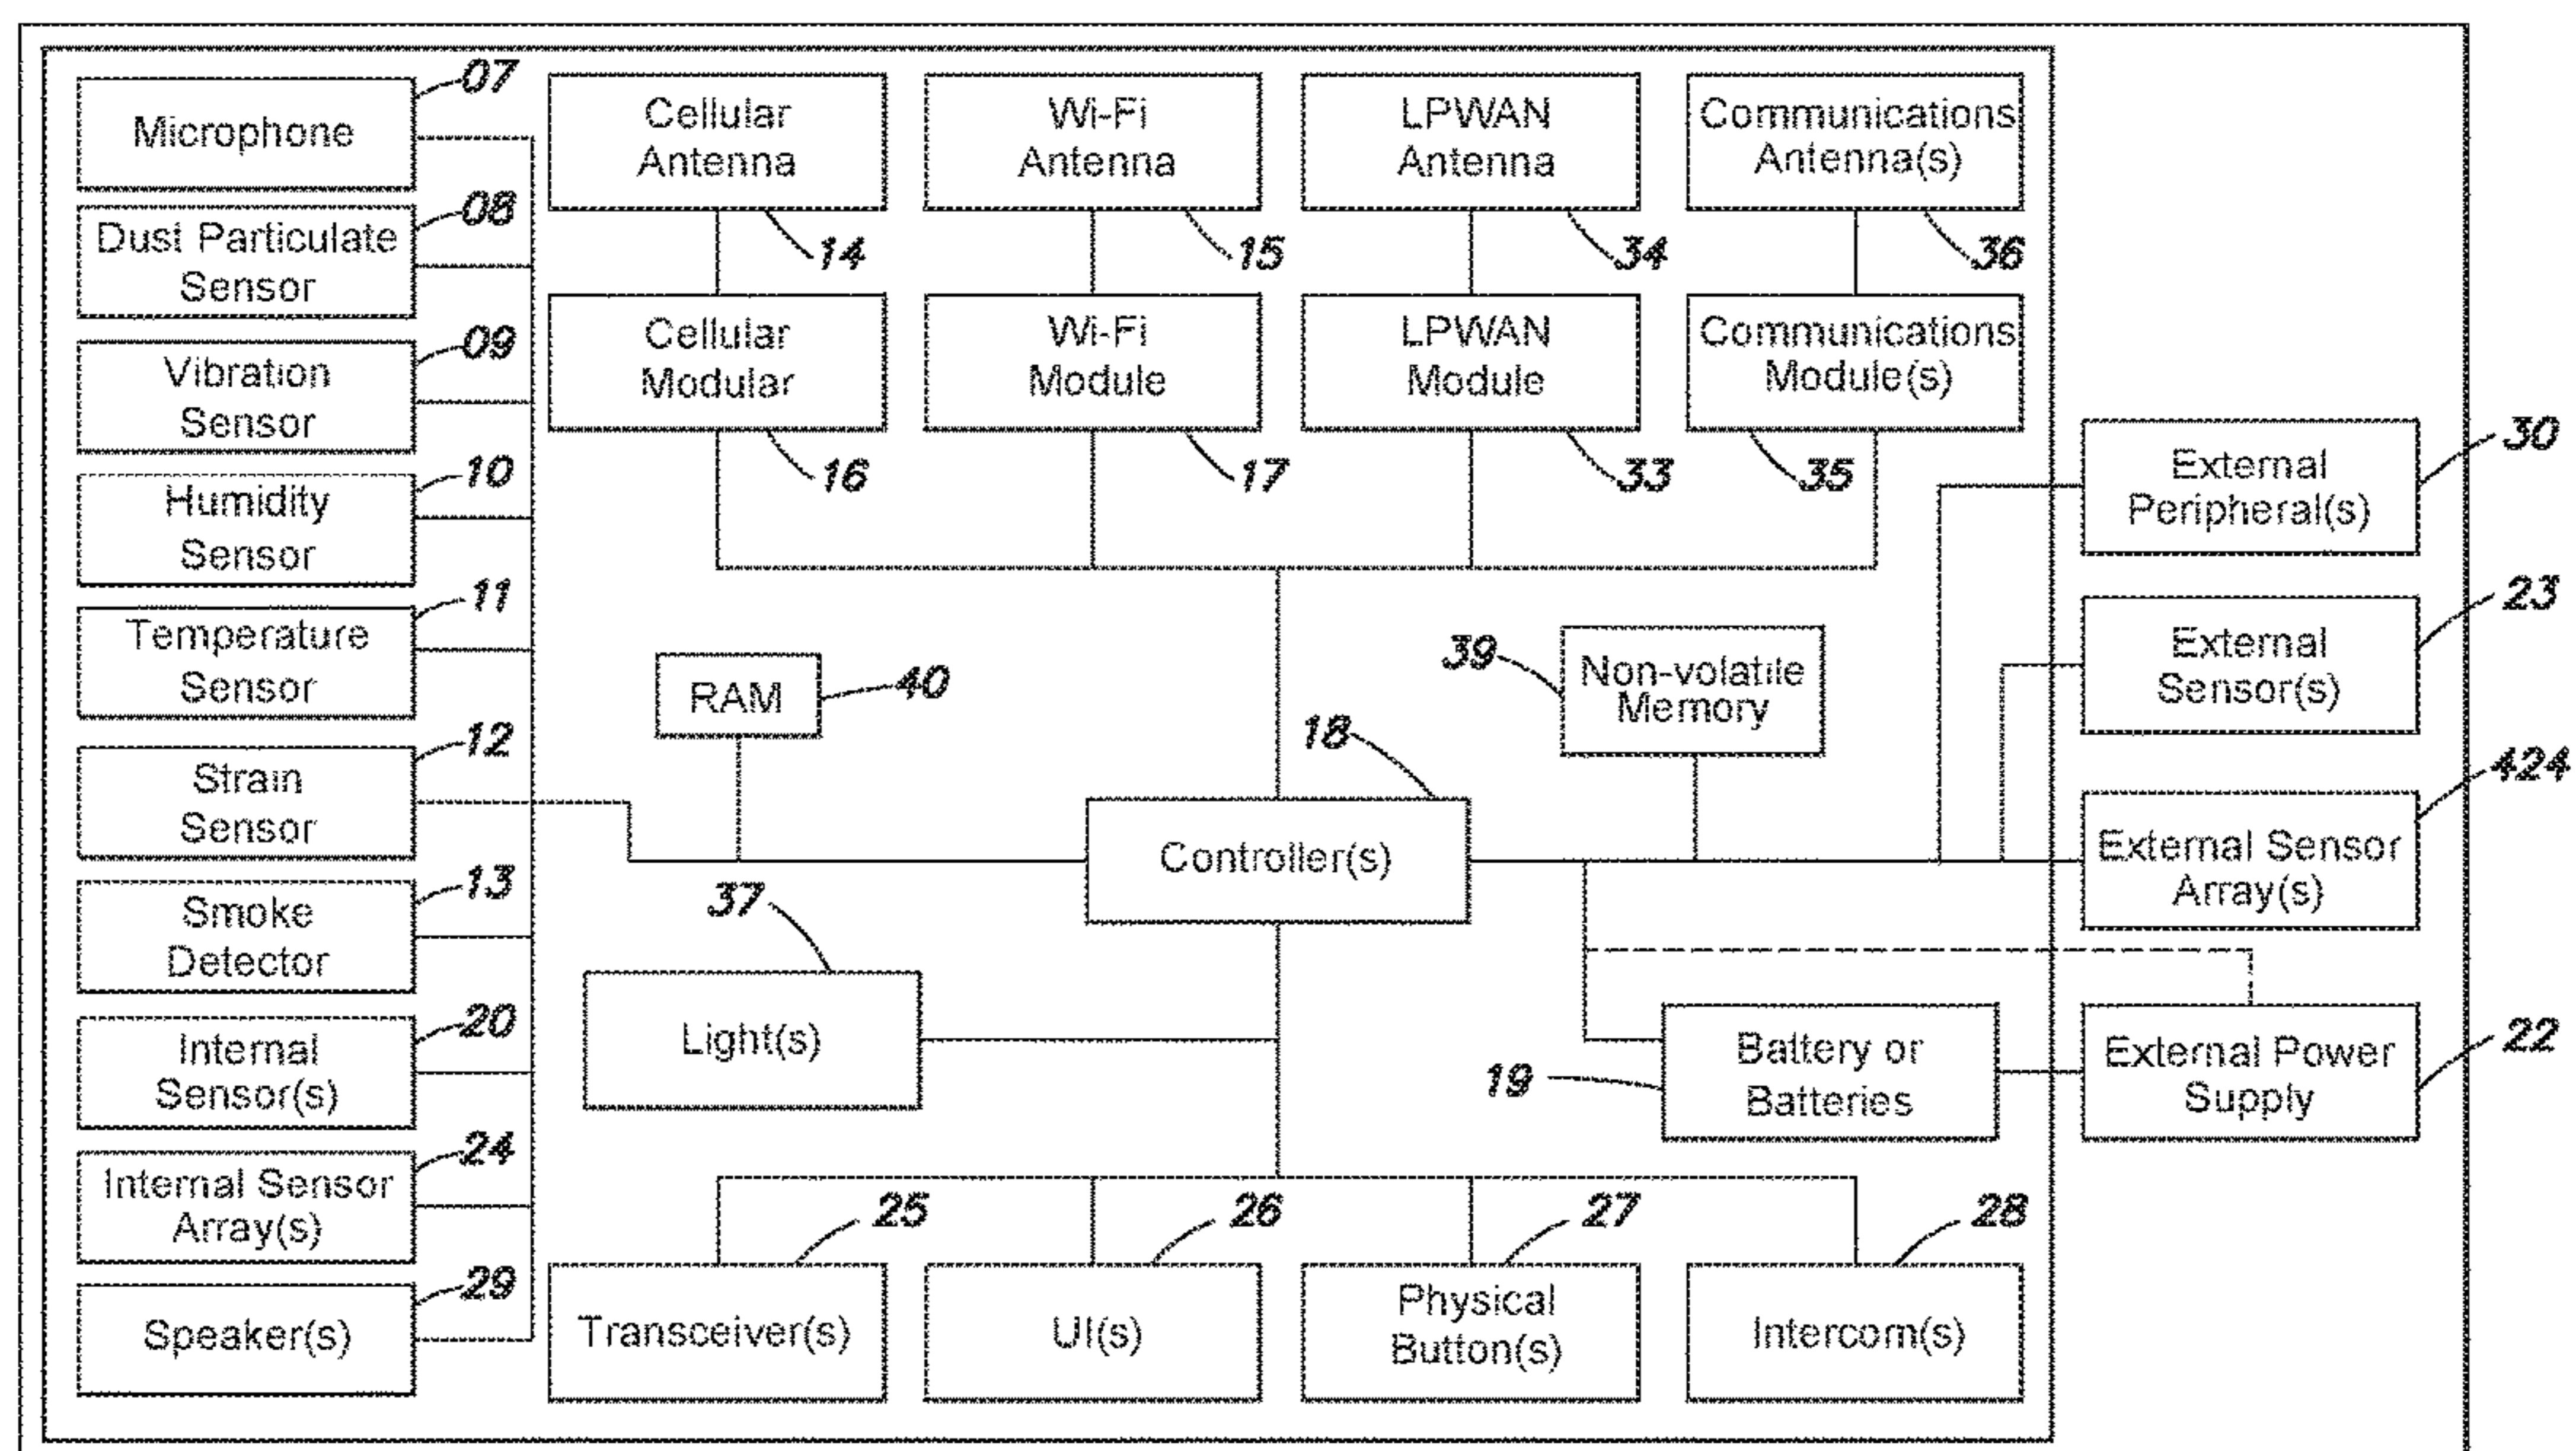 Microphone
07
Dust Particulate
Sensor
08
Vibration
Sensor
09
Humidity
Sensor
10
Temperature
Sensor
11
Strain
Sensor
12
Smoke
Detector
13
Internal
Sensor(s)
20
Internal Sensor
Array(s)
24
Speaker(s)
29
Cellular
Antenna
14
Wi-Fi
Antenna
15
LPWAN
Antenna
34
Communications
Antenna(s)
36
Cellular
Modular
16
Wi-Fi
Module
17
LPWAN
Module
33
Communications
Module(s)
35
RAM
40
39
Non-volatile
Memory
18
Controller(s)
37
Light(s)
19
Battery or
Batteries
Transceiver(s)
25
UI(s)
26
Physical
Button(s)
27
Intercom(s)
28
External
Peripheral(s)
30
External
Sensor(s)
23
External Sensor
Array(s)
424
External Power
Supply
22